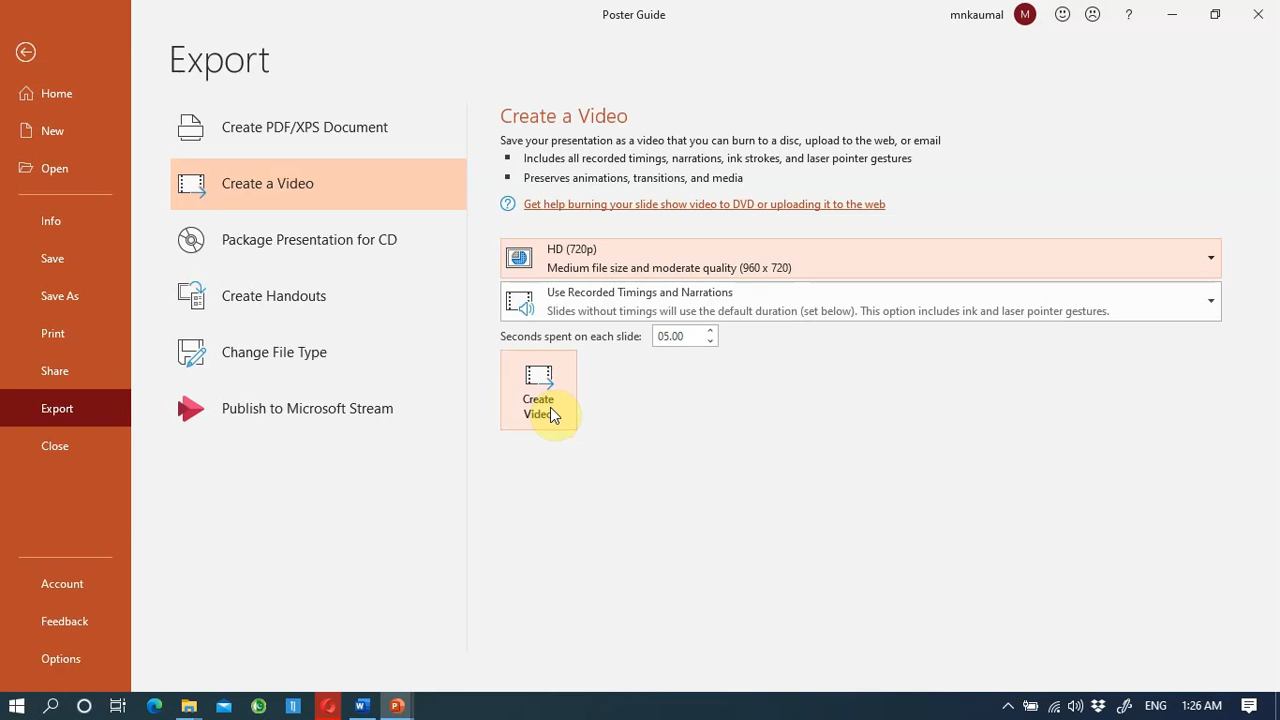 Poster Guide
mnkaumal
M
?
Export
Home
New
Open
Info
Save
Save As
Print
Share
Export
Close
Account
Feedback
Options
Create PDF/XPS Document
Create a Video
Package Presentation for CD
Create Handouts
Change File Type
Publish to Microsoft Stream
Create a Video
Save your presentation as a video that you can burn to a disc, upload to the web, or email
Includes all recorded timings, narrations, ink strokes, and laser pointer gestures
Preserves animations, transitions, and media
Get help burning your slide show video to DVD or uploading it to the web
HD (720p)
Medium file size and moderate quality (960 x 720)
Use Recorded Timings and Narrations
Slides without timings will use the default duration (set below). This option includes ink and laser pointer gestures.
Seconds spent on each slide: 05.00
Create
Video
ENG 1:26 AM